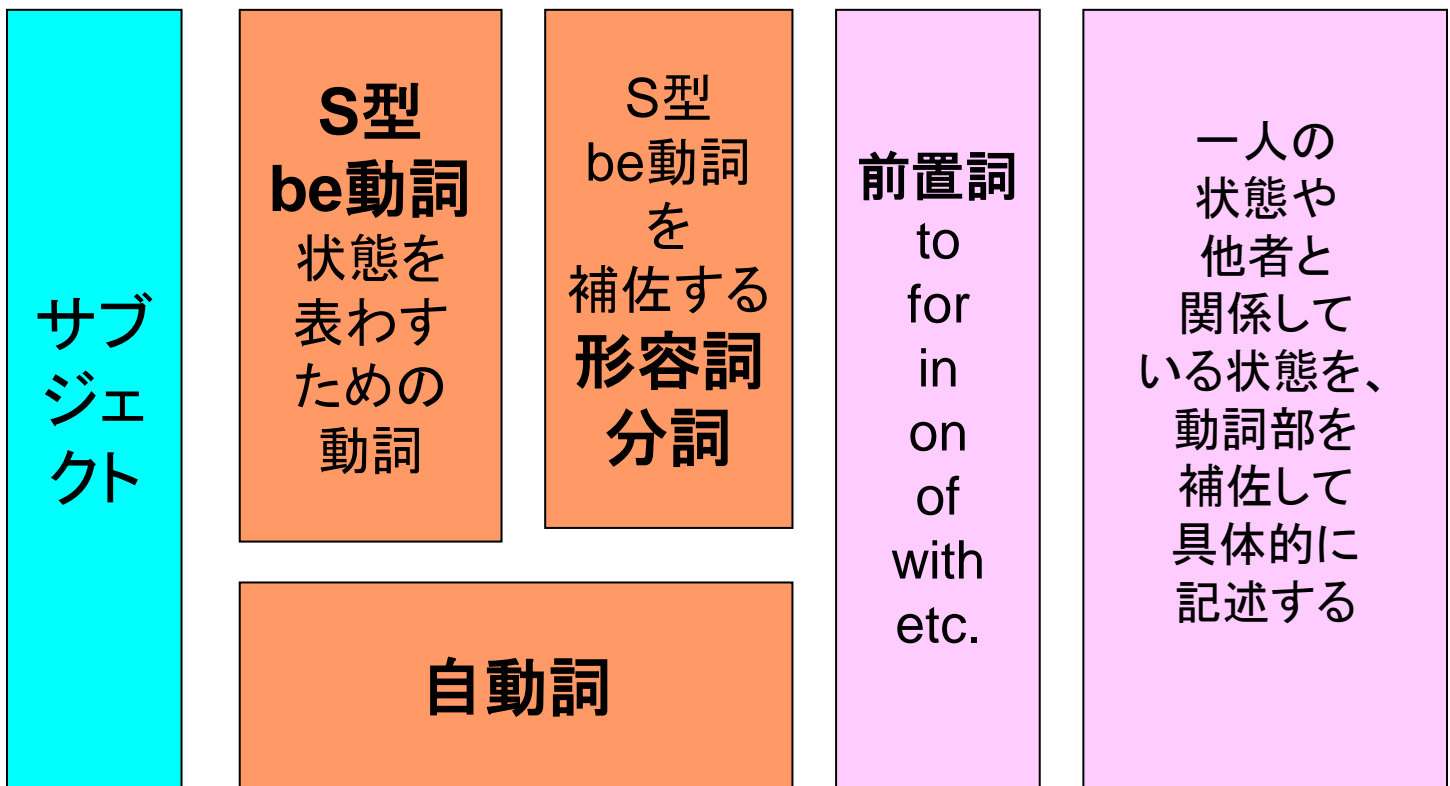 サブ
ジェ
クト
S型
be動詞
状態を
表わす
ための
動詞
S型
be動詞
を
補佐する
形容詞
分詞
自動詞
前置詞
to
for
in
on
of
with
etc.
一人の
状態や
他者と
関係して
いる状態を、
動詞部を
補佐して
具体的に
記述する